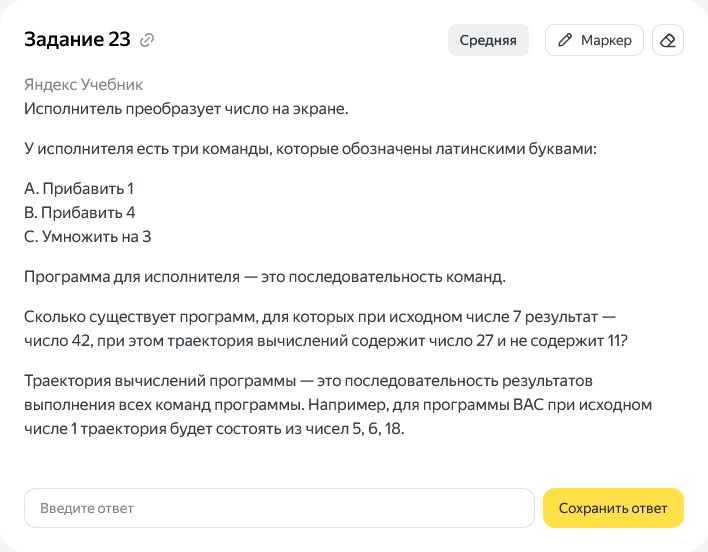 Задание 23
Средняя
Маркер
Яндекс Учебник
Исполнитель преобразует число на экране.
У исполнителя есть три команды, которые обозначены латинскими буквами:
A. Прибавить 1
B. Прибавить 4
C. Умножить на 3
Программа для исполнителя — это последовательность команд.
Сколько существует программ, для которых при исходном числе 7 результат —
число 42, при этом траектория вычислений содержит число 27 и не содержит 11?
Траектория вычислений программы — это последовательность результатов
выполнения всех команд программы. Например, для программы BAC при исходном
числе 1 траектория будет состоять из чисел 5, 6, 18.
Введите ответ
Сохранить ответ